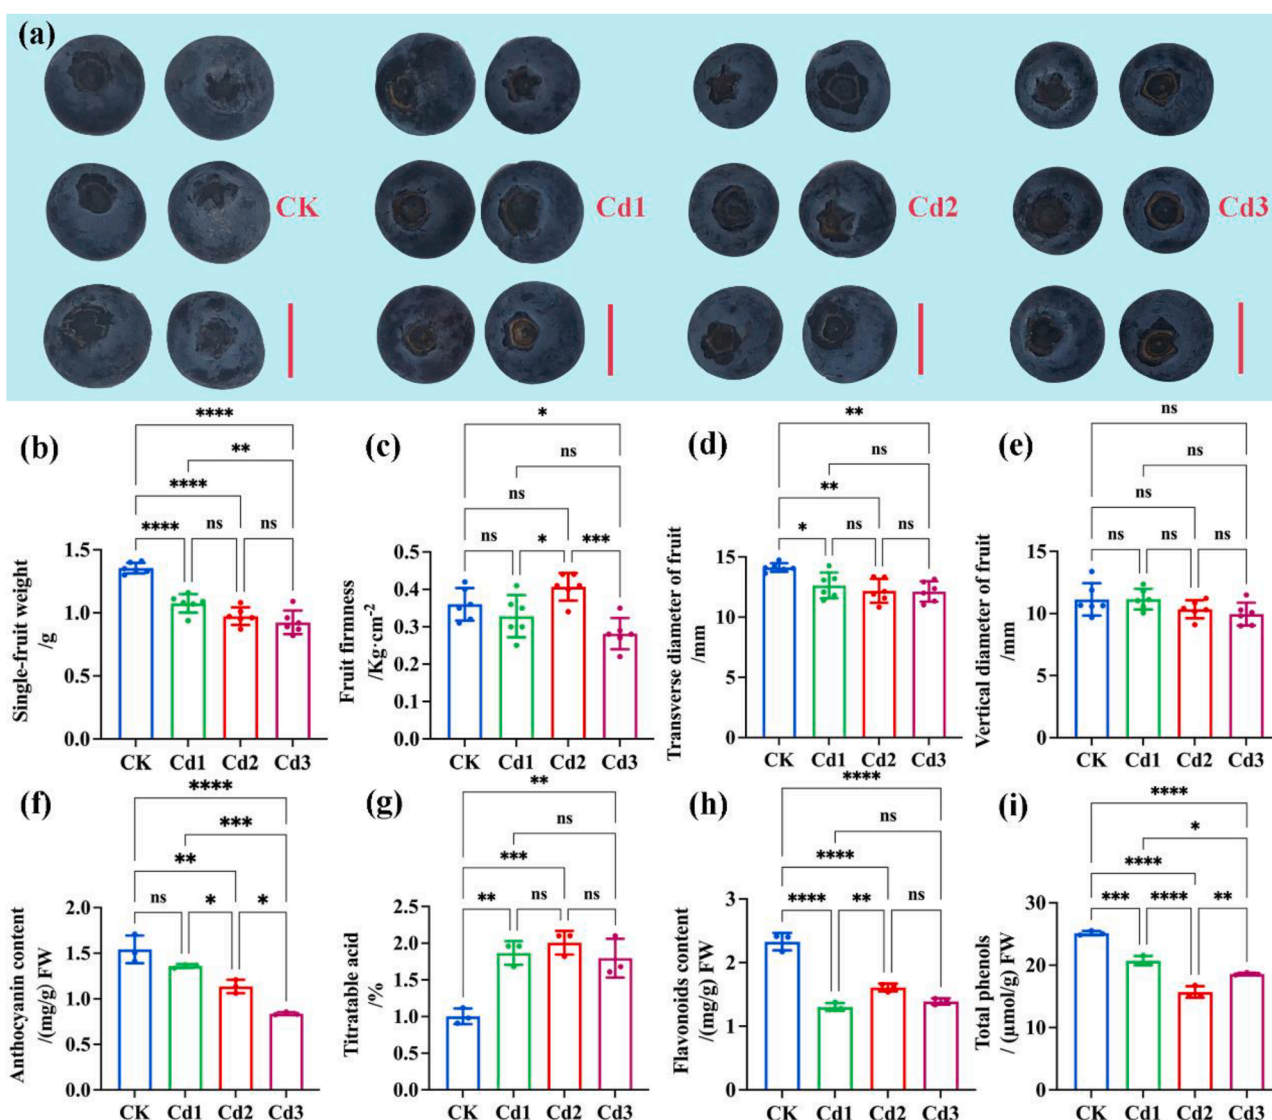 (a)
CK
Cd1
Cd2
Cd3
(b)
****
**
****
****
ns
ns
Single-fruit weight
/g
1.5
1.0
0.5
0.0
CK Cd1 Cd2 Cd3
(c)
*
ns
ns
ns
*
***
Fruit firmness
/Kg·cm-2
0.5
0.4
0.3
0.2
0.1
0.0
CK Cd1 Cd2 Cd3
(d)
**
ns
**
*
ns
ns
Transverse diameter of fruit
/mm
15
10
5
0
CK Cd1 Cd2 Cd3
(e)
ns
ns
ns
ns
ns
ns
Vertical diameter of fruit
/mm
15
10
5
0
CK Cd1 Cd2 Cd3
(f)
****
***
**
ns
*
*
Anthocyanin content
/(mg/g) FW
2.0
1.5
1.0
0.5
0.0
CK Cd1 Cd2 Cd3
(g)
**
ns
***
**
ns
ns
Titratable acid
/%
2.5
2.0
1.5
1.0
0.5
0.0
CK Cd1 Cd2 Cd3
(h)
****
ns
****
****
**
ns
Flavonoids content
/(mg/g) FW
3
2
1
0
CK Cd1 Cd2 Cd3
(i)
****
*
****
***
****
**
Total phenols
/ (μmol/g) FW
30
20
10
0
CK Cd1 Cd2 Cd3